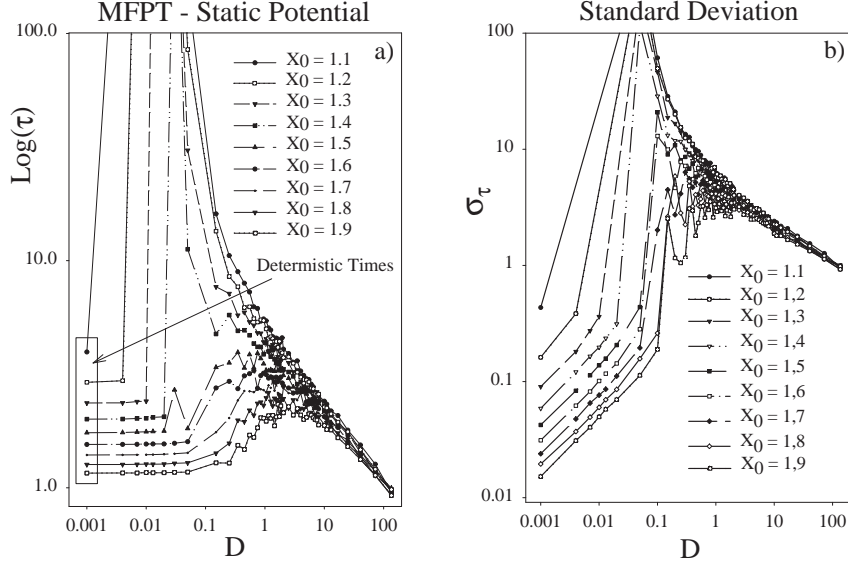 MFPT - Static Potential
100.0
10.0
1.0
Log(τ)
a)
X0 = 1.1
X0 = 1.2
X0 = 1.3
X0 = 1.4
X0 = 1.5
X0 = 1.6
X0 = 1.7
X0 = 1.8
X0 = 1.9
Determistic Times
0.001 0.01 0.1 1 10 100
D
Standard Deviation
100
10
1
0.1
0.01
στ
b)
X0 = 1.1
X0 = 1,2
X0 = 1,3
X0 = 1,4
X0 = 1,5
X0 = 1,6
X0 = 1,7
X0 = 1,8
X0 = 1.9
0.001 0.01 0.1 1 10 100
D